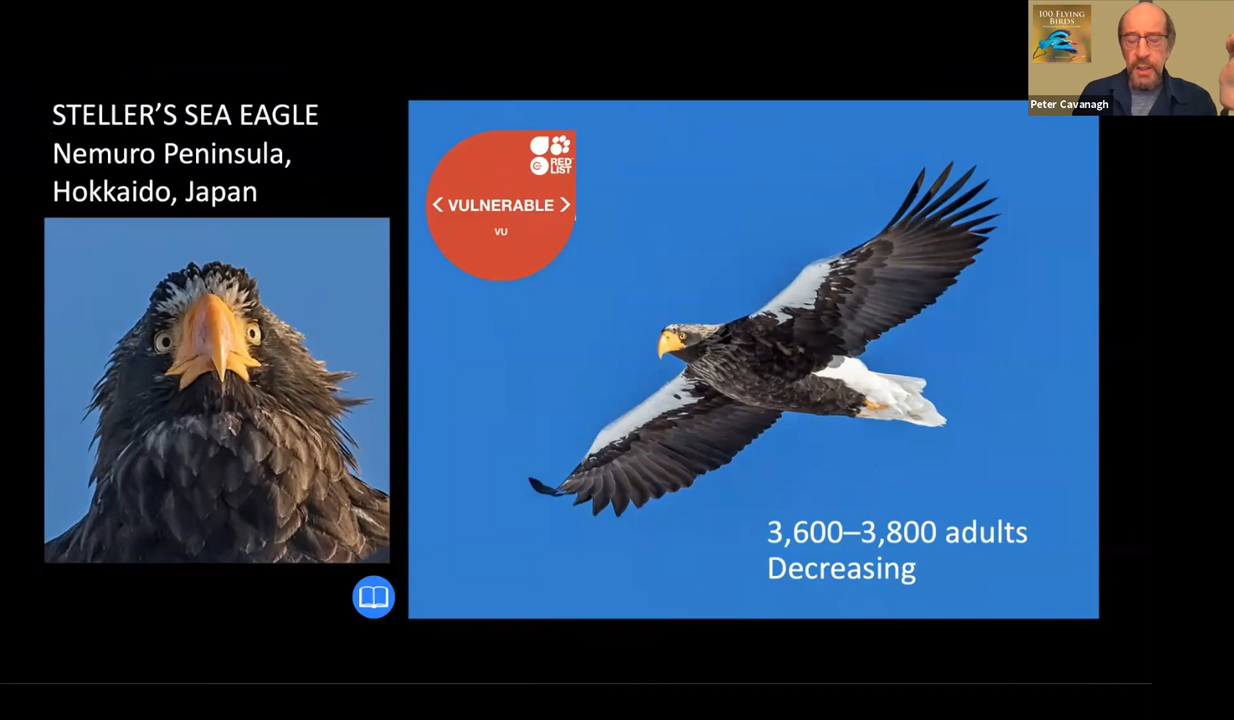 STELLER’S SEA EAGLE
Nemuro Peninsula,
Hokkaido, Japan
RED
LIST
< VULNERABLE >
VU
3,600–3,800 adults
Decreasing
100 FLYING
BIRDS
Peter Cavanagh